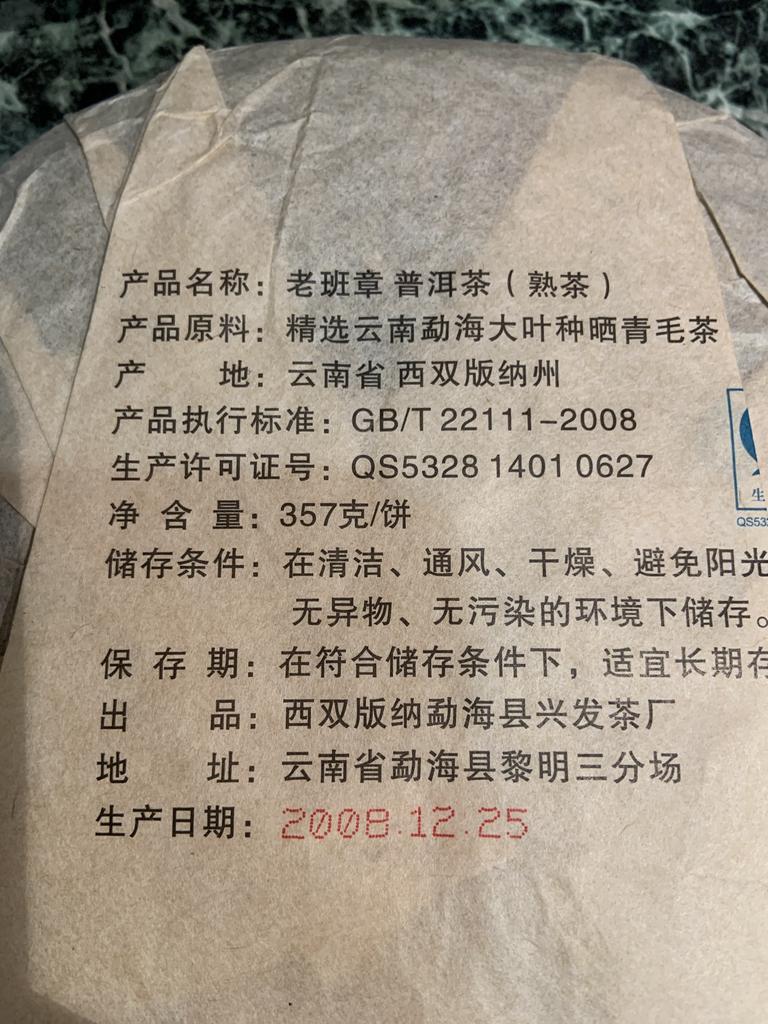 产品名称：老班章 普洱茶（熟茶）
产品原料：精选云南勐海大叶种晒青毛茶
产 地：云南省 西双版纳州
产品执行标准：GB/T 22111-2008
生产许可证号：QS5328 1401 0627
净 含 量：357克/饼
储存条件：在清洁、通风、干燥、避免阳光
无异物、无污染的环境下储存。
保 存 期：在符合储存条件下，适宜长期存
出 品：西双版纳勐海县兴发茶厂
地 址：云南省勐海县黎明三分场
生产日期：2008.12.25
生
QS532